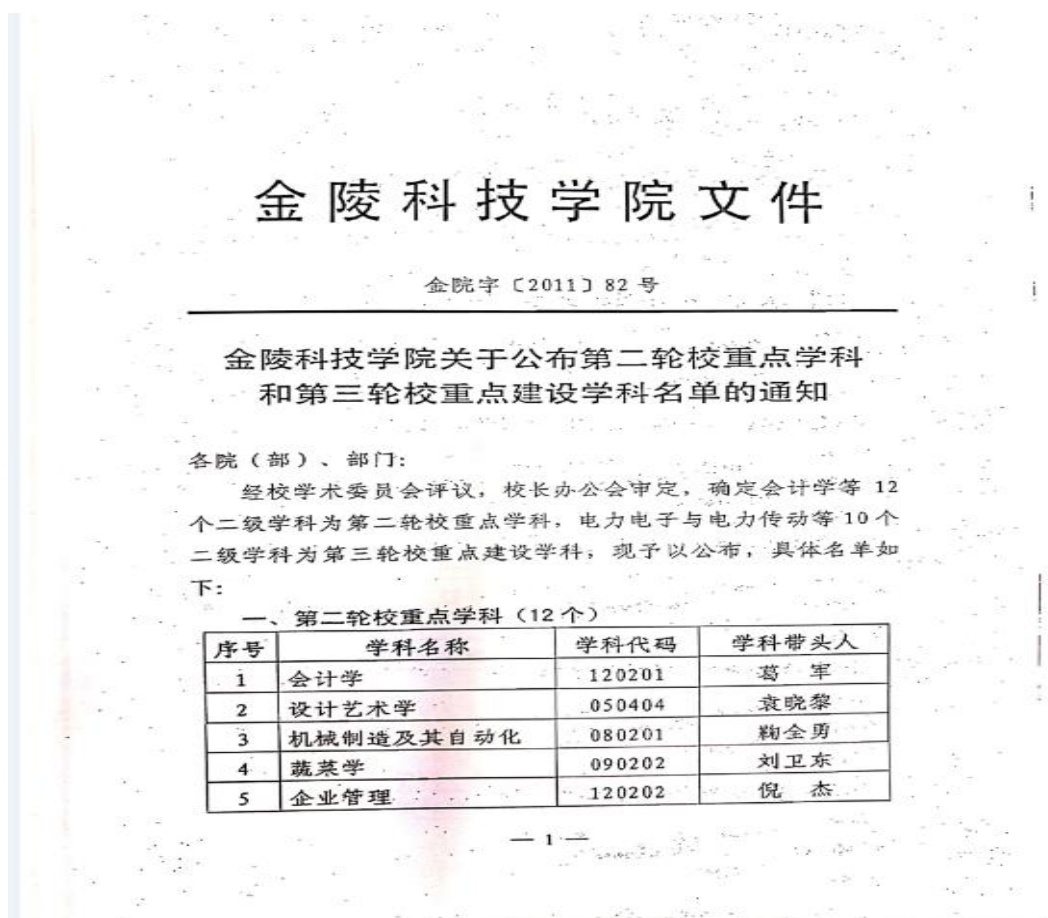 金陵科技学院文件
金院字〔2011〕82 号
金陵科技学院关于公布第二轮校重点学科
和第三轮校重点建设学科名单的通知
各院（部）、部门:
经校学术委员会评议，校长办公会审定，确定会计学等 12
个二级学科为第二轮校重点学科，电力电子与电力传动等 10 个
二级学科为第三轮校重点建设学科，现予以公布，具体名单如
下:
一、第二轮校重点学科（12 个）
序号 学科名称 学科代码 学科带头人
1 会计学 120201 葛 军
2 设计艺术学 050404 袁晓黎
3 机械制造及其自动化 080201 鞠全勇
4 蔬菜学 090202 刘卫东
5 企业管理 120202 倪 杰
— 1 —